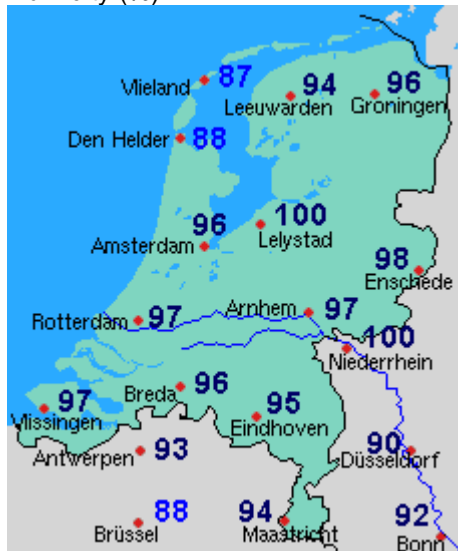 87
Vlieland
94
Leeuwarden
96
Groningen
Den Helder
88
96
Amsterdam
100
Lelystad
98
Enschede
Rotterdam
97
Arnhem
97
100
Niederrhein
97
Vlissingen
Breda
96
95
Eindhoven
Antwerpen
93
90
Düsseldorf
88
Brüssel
94
Maastricht
92
Bonn